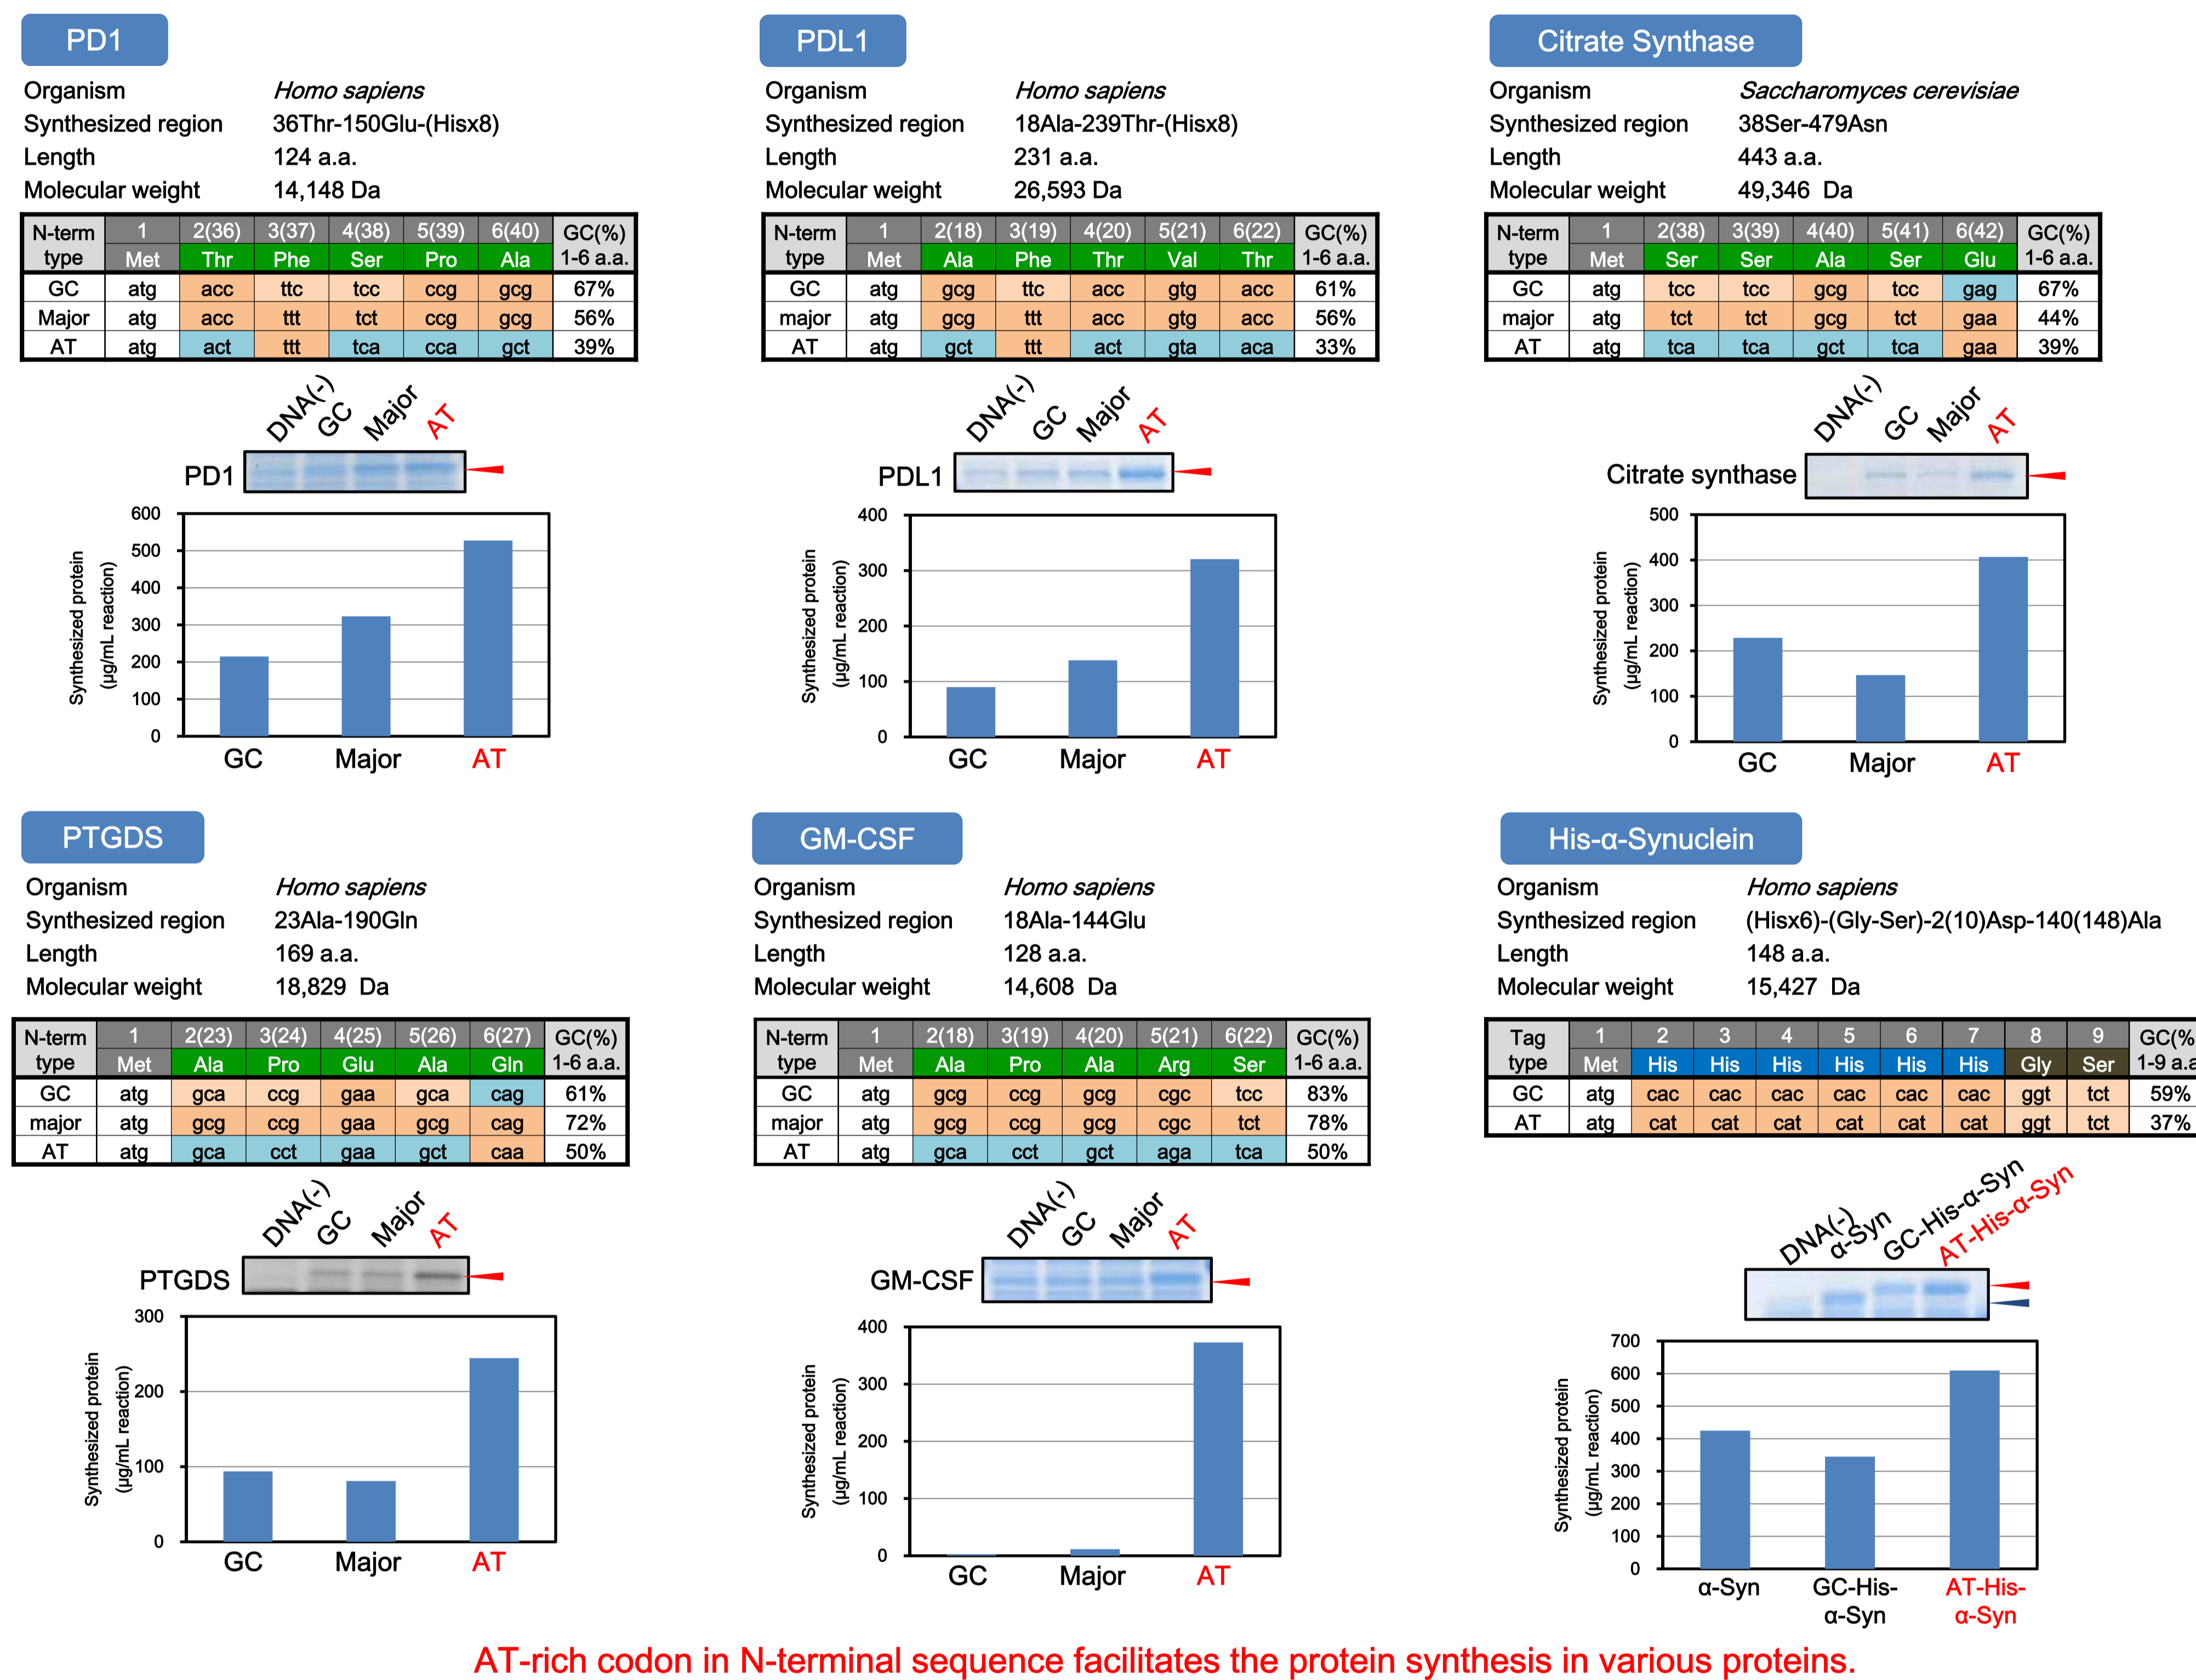 PD1
Organism Homo sapiens
Synthesized region 36Thr-150Glu-(Hisx8)
Length 124 a.a.
Molecular weight 14,148 Da
N-term type 1 2(36) 3(37) 4(38) 5(39) 6(40) GC(%) 1-6 a.a.
Met Thr Phe Ser Pro Ala
GC atg acc ttc tcc ccg gcg 67%
Major atg acc ttt tct ccg gcg 56%
AT atg act ttt tca cca gct 39%
DNA(-) GC Major AT
PD1
Synthesized protein
(μg/mL reaction)
600
500
400
300
200
100
0
GC Major AT
PDL1
Organism Homo sapiens
Synthesized region 18Ala-239Thr-(Hisx8)
Length 231 a.a.
Molecular weight 26,593 Da
N-term type 1 2(18) 3(19) 4(20) 5(21) 6(22) GC(%) 1-6 a.a.
Met Ala Phe Thr Val Thr
GC atg gcg ttc acc gtg acc 61%
major atg gcg ttt acc gtg acc 56%
AT atg gct ttt act gta aca 33%
DNA(-) GC Major AT
PDL1
Synthesized protein
(μg/mL reaction)
400
300
200
100
0
GC Major AT
Citrate Synthase
Organism Saccharomyces cerevisiae
Synthesized region 38Ser-479Asn
Length 443 a.a.
Molecular weight 49,346 Da
N-term type 1 2(38) 3(39) 4(40) 5(41) 6(42) GC(%) 1-6 a.a.
Met Ser Ser Ala Ser Glu
GC atg tcc tcc gcg tcc gag 67%
major atg tct tct gcg tct gaa 44%
AT atg tca tca gct tca gaa 39%
DNA(-) GC Major AT
Citrate synthase
Synthesized protein
(μg/mL reaction)
500
400
300
200
100
0
GC Major AT
PTGDS
Organism Homo sapiens
Synthesized region 23Ala-190Gln
Length 169 a.a.
Molecular weight 18,829 Da
N-term type 1 2(23) 3(24) 4(25) 5(26) 6(27) GC(%) 1-6 a.a.
Met Ala Pro Glu Ala Gln
GC atg gca ccg gaa gca cag 61%
major atg gcg ccg gaa gcg cag 72%
AT atg gca cct gaa gct caa 50%
DNA(-) GC Major AT
PTGDS
Synthesized protein
(μg/mL reaction)
300
200
100
0
GC Major AT
GM-CSF
Organism Homo sapiens
Synthesized region 18Ala-144Glu
Length 128 a.a.
Molecular weight 14,608 Da
N-term type 1 2(18) 3(19) 4(20) 5(21) 6(22) GC(%) 1-6 a.a.
Met Ala Pro Ala Arg Ser
GC atg gcg ccg gcg cgc tcc 83%
major atg gcg ccg gcg cgc tct 78%
AT atg gca cct gct aga tca 50%
DNA(-) GC Major AT
GM-CSF
Synthesized protein
(μg/mL reaction)
400
300
200
100
0
GC Major AT
His-α-Synuclein
Organism Homo sapiens
Synthesized region (Hisx6)-(Gly-Ser)-2(10)Asp-140(148)Ala
Length 148 a.a.
Molecular weight 15,427 Da
Tag type 1 2 3 4 5 6 7 8 9 GC(% 1-9 a.a
Met His His His His His His Gly Ser
GC atg cac cac cac cac cac cac ggt tct 59%
AT atg cat cat cat cat cat cat ggt tct 37%
DNA(-) α-Syn GC-His-α-Syn AT-His-α-Syn
Synthesized protein
(μg/mL reaction)
700
600
500
400
300
200
100
0
α-Syn GC-His-α-Syn AT-His-α-Syn
AT-rich codon in N-terminal sequence facilitates the protein synthesis in various proteins.